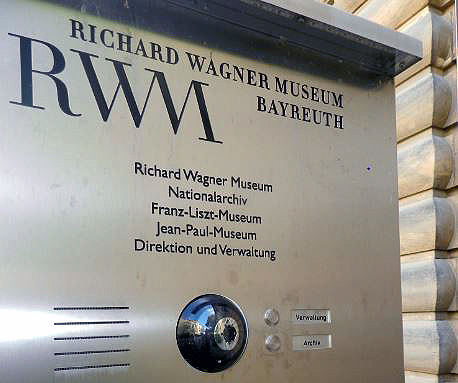 RICHARD WAGNER MUSEUM
BAYREUTH
RWM
Richard Wagner Museum
Nationalarchiv
Franz-Liszt-Museum
Jean-Paul-Museum
Direktion und Verwaltung
Verwaltung
Archiv